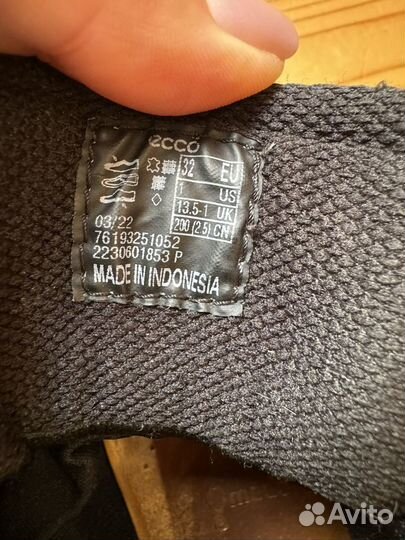 ecco
32 EU
1 US
13.5-1 UK
200 (2.5) CN
03/22
76193251052
2230601853 P
MADE IN INDONESIA
Avito